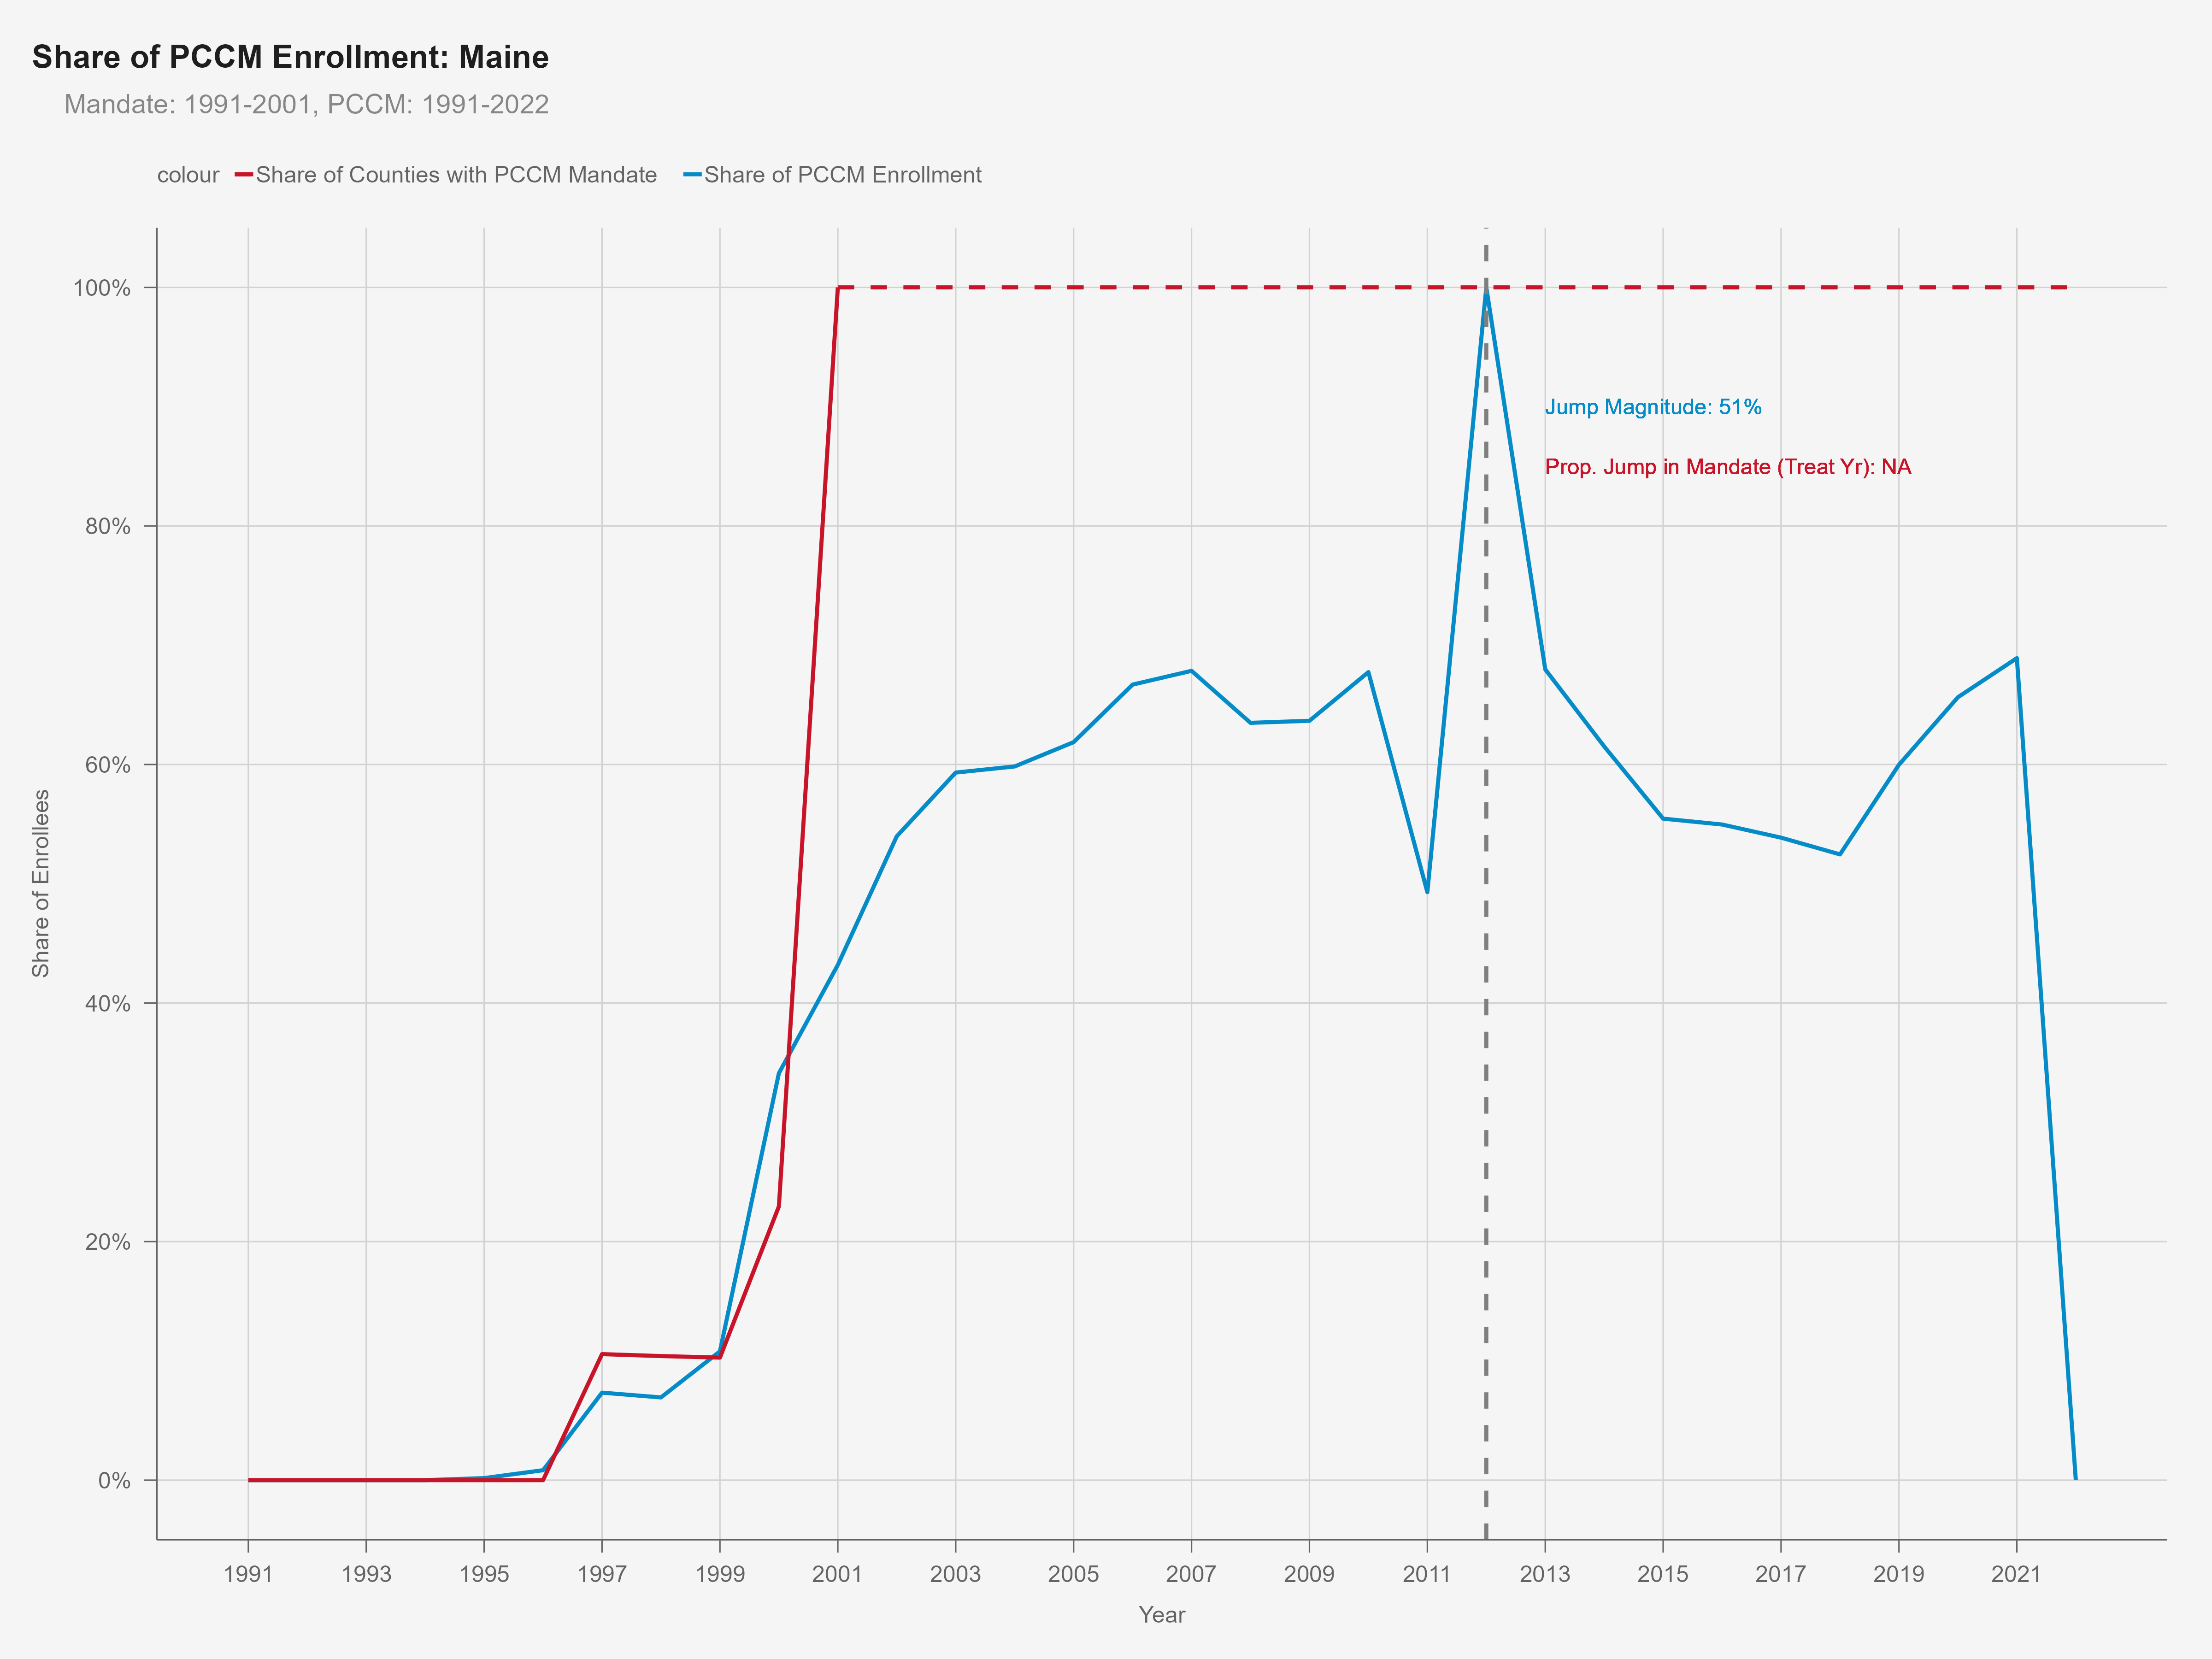 Share of PCCM Enrollment: Maine
Mandate: 1991-2001, PCCM: 1991-2022
colour Share of Counties with PCCM Mandate Share of PCCM Enrollment
100%
80%
60%
40%
20%
0%
Share of Enrollees
Jump Magnitude: 51%
Prop. Jump in Mandate (Treat Yr): NA
1991 1993 1995 1997 1999 2001 2003 2005 2007 2009 2011 2013 2015 2017 2019 2021
Year